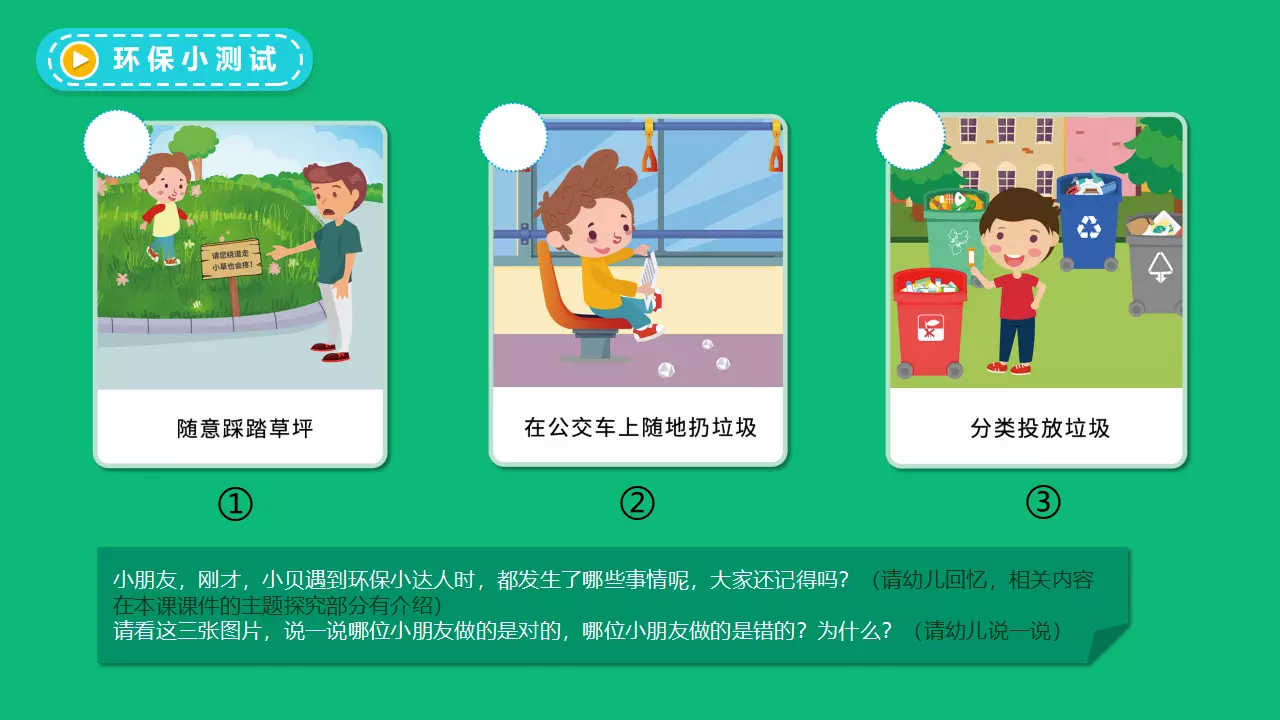 环保小测试
请您绕道走
小草也会疼！
随意踩踏草坪
在公交车上随地扔垃圾
分类投放垃圾
①
②
③
小朋友，刚才，小贝遇到环保小达人时，都发生了哪些事情呢，大家还记得吗？（请幼儿回忆，相关内容
在本课课件的主题探究部分有介绍）
请看这三张图片，说一说哪位小朋友做的是对的，哪位小朋友做的是错的？为什么？（请幼儿说一说）